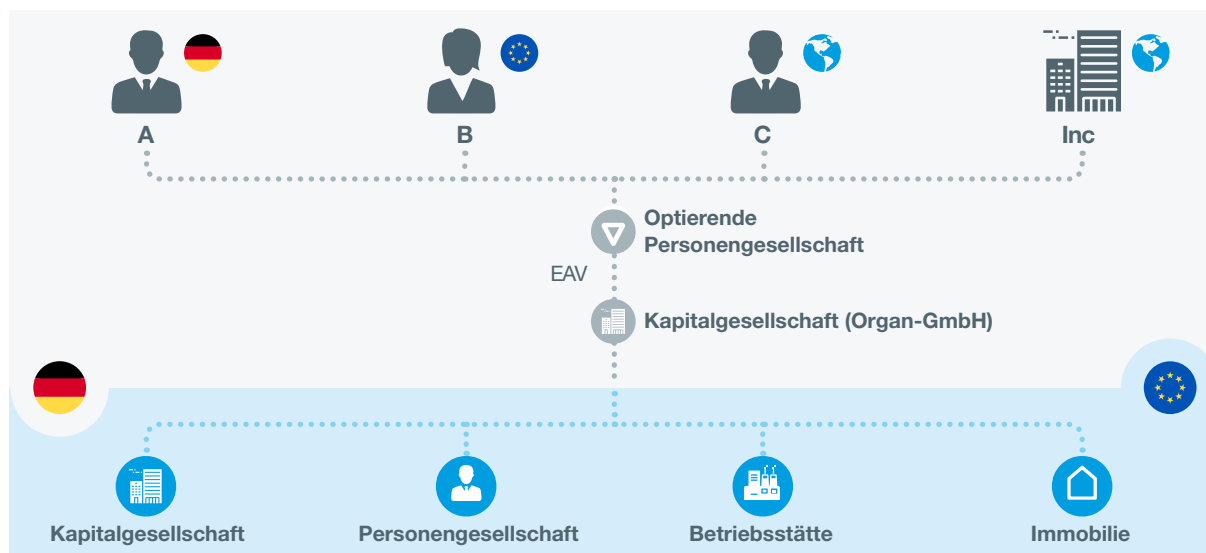 A
B
C
Inc
Optierende
Personengesellschaft
EAV
Kapitalgesellschaft (Organ-GmbH)
Kapitalgesellschaft
Personengesellschaft
Betriebsstätte
Immobilie